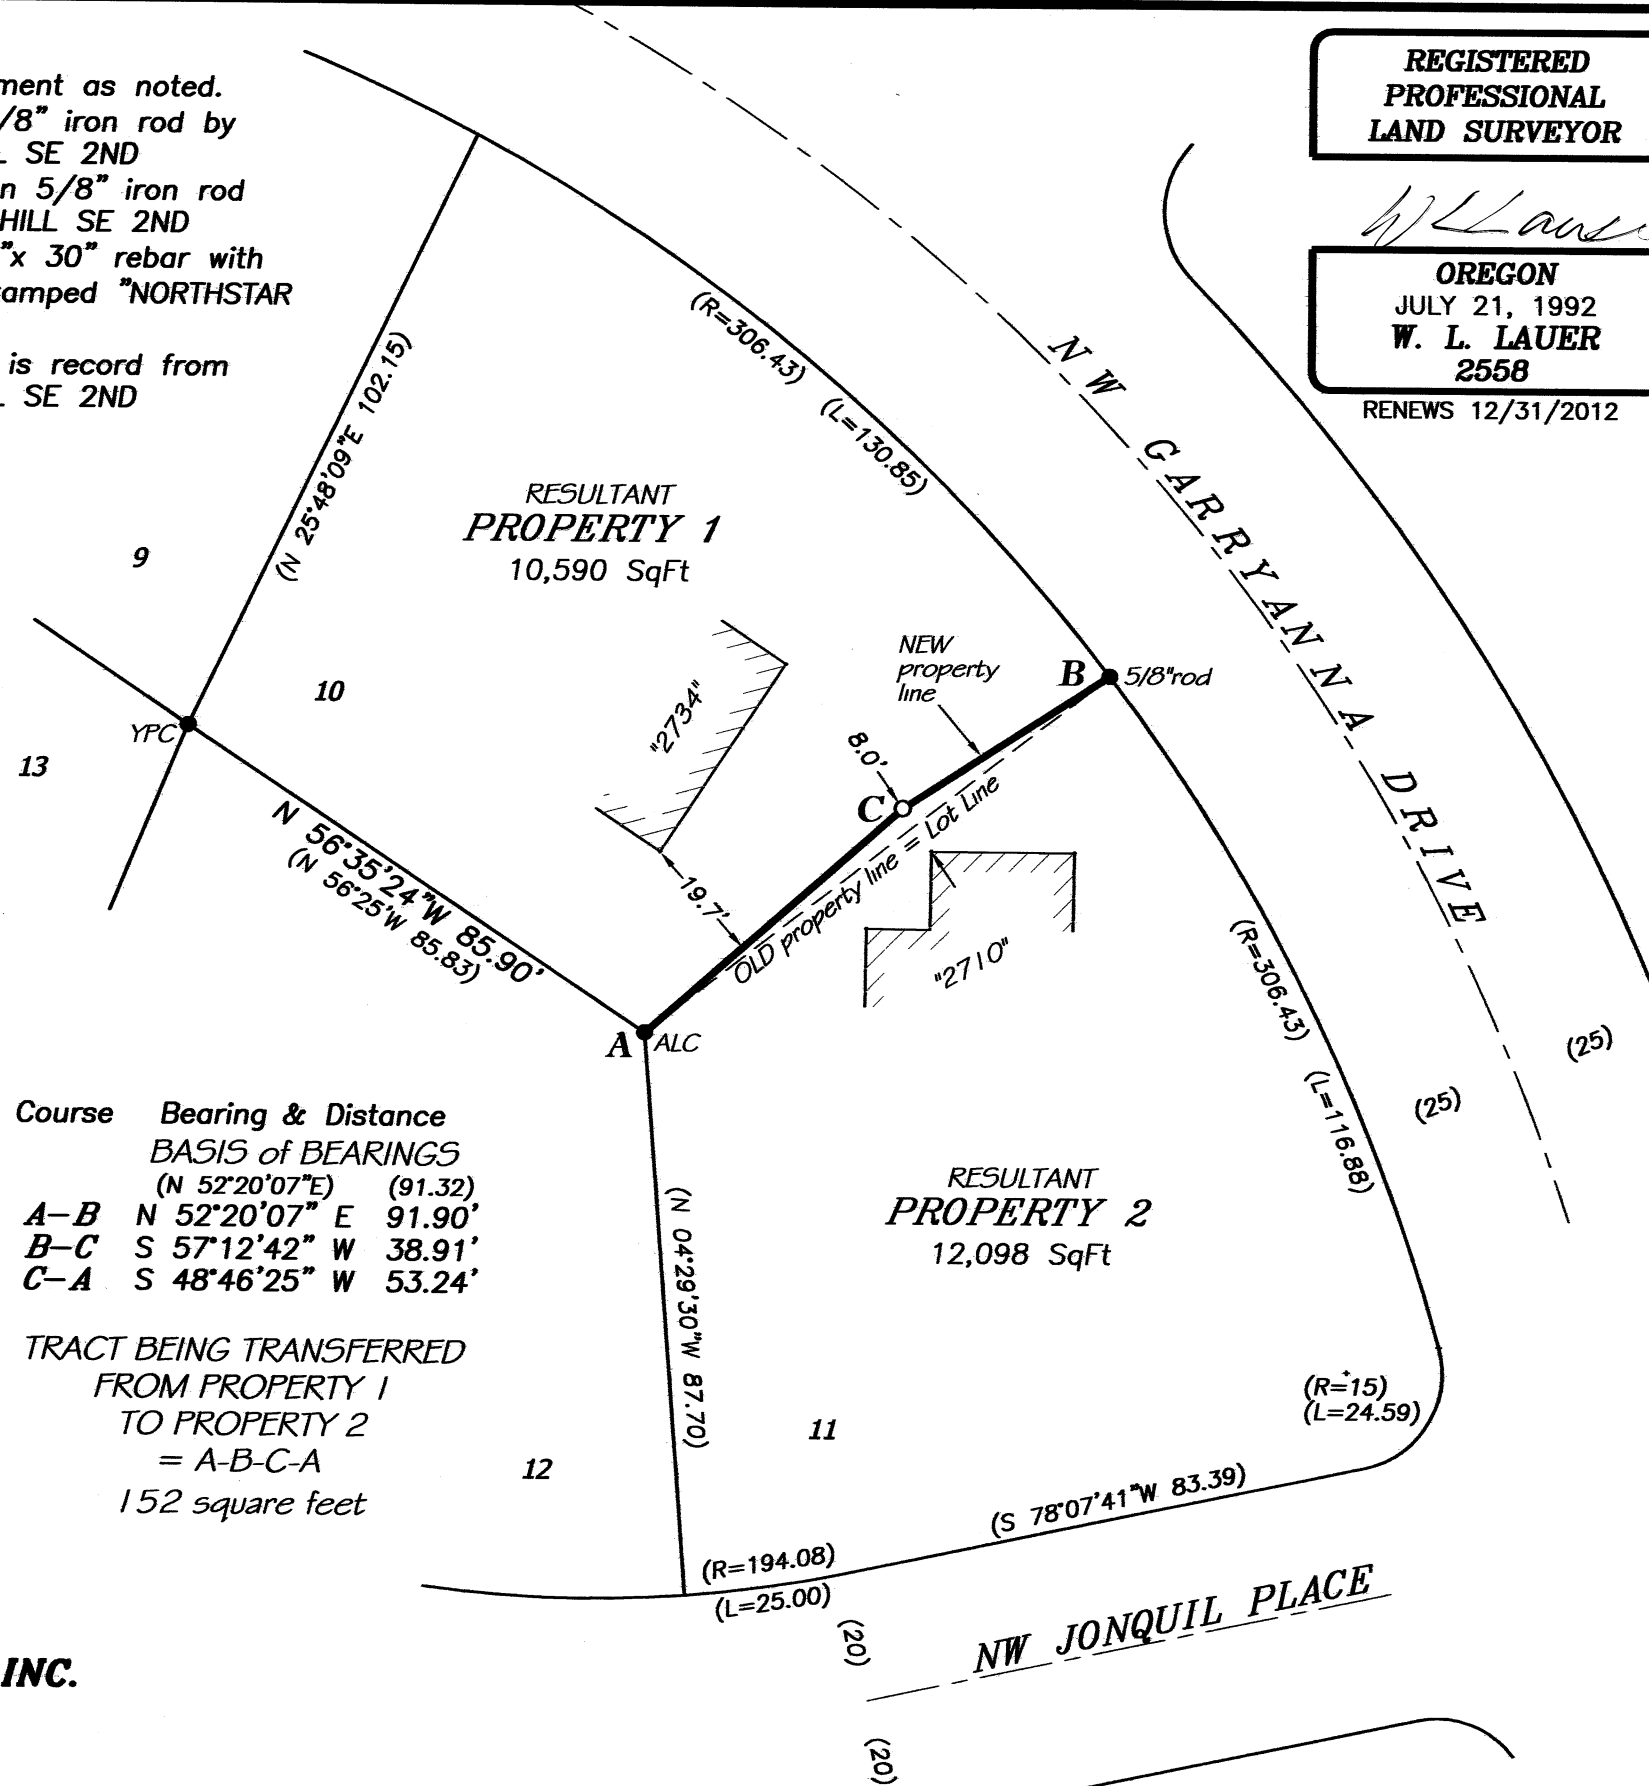 ment as noted.
/8" iron rod by
L SE 2ND
n 5/8" iron rod
HILL SE 2ND
"x 30" rebar with
amped "NORTHSTAR
is record from
L SE 2ND
REGISTERED
PROFESSIONAL
LAND SURVEYOR
OREGON
JULY 21, 1992
W. L. LAUER
2558
RENEWS 12/31/2012
(N 25°48'09"E 102.15)
(R=306.43)
(L=130.85)
NW GARRYANNA DRIVE
RESULTANT
PROPERTY 1
10,590 SqFt
9
10
13
YPC
"2734"
NEW
property
line
B
5/8"rod
8.0'
C
19.7'
OLD property line = Lot Line
"2710"
N 56°35'24"W 85.90'
(N 56°25'W 85.83)
A
ALC
(R=306.43)
(L=116.88)
(25)
(25)
Course Bearing & Distance
BASIS of BEARINGS
(N 52°20'07"E) (91.32)
A-B N 52°20'07" E 91.90'
B-C S 57°12'42" W 38.91'
C-A S 48°46'25" W 53.24'
TRACT BEING TRANSFERRED
FROM PROPERTY 1
TO PROPERTY 2
= A-B-C-A
152 square feet
(N 04°29'30"W 87.70)
RESULTANT
PROPERTY 2
12,098 SqFt
(R=15)
(L=24.59)
11
12
(S 78°07'41"W 83.39)
(R=194.08)
(L=25.00)
(20)
NW JONQUIL PLACE
(20)
INC.